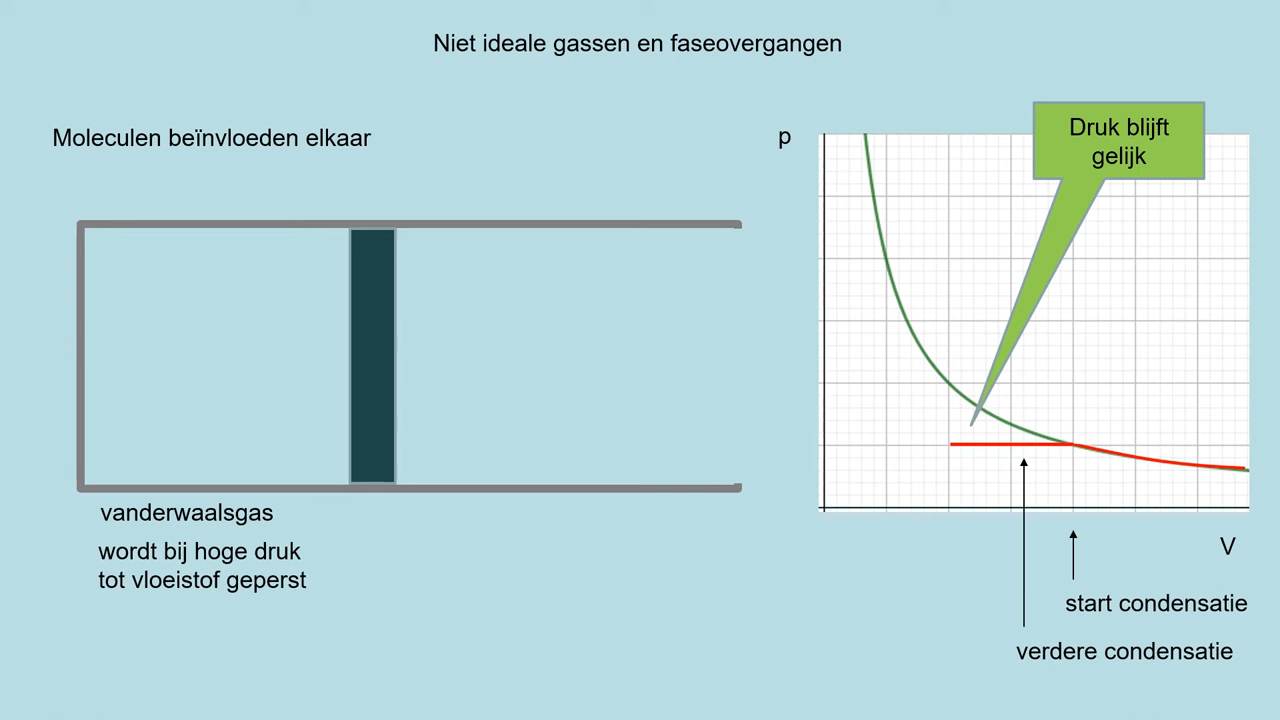 Niet ideale gassen en faseovergangen
Moleculen beïnvloeden elkaar
p
Druk blijft
gelijk
vanderwaalsgas
wordt bij hoge druk
tot vloeistof geperst
V
start condensatie
verdere condensatie